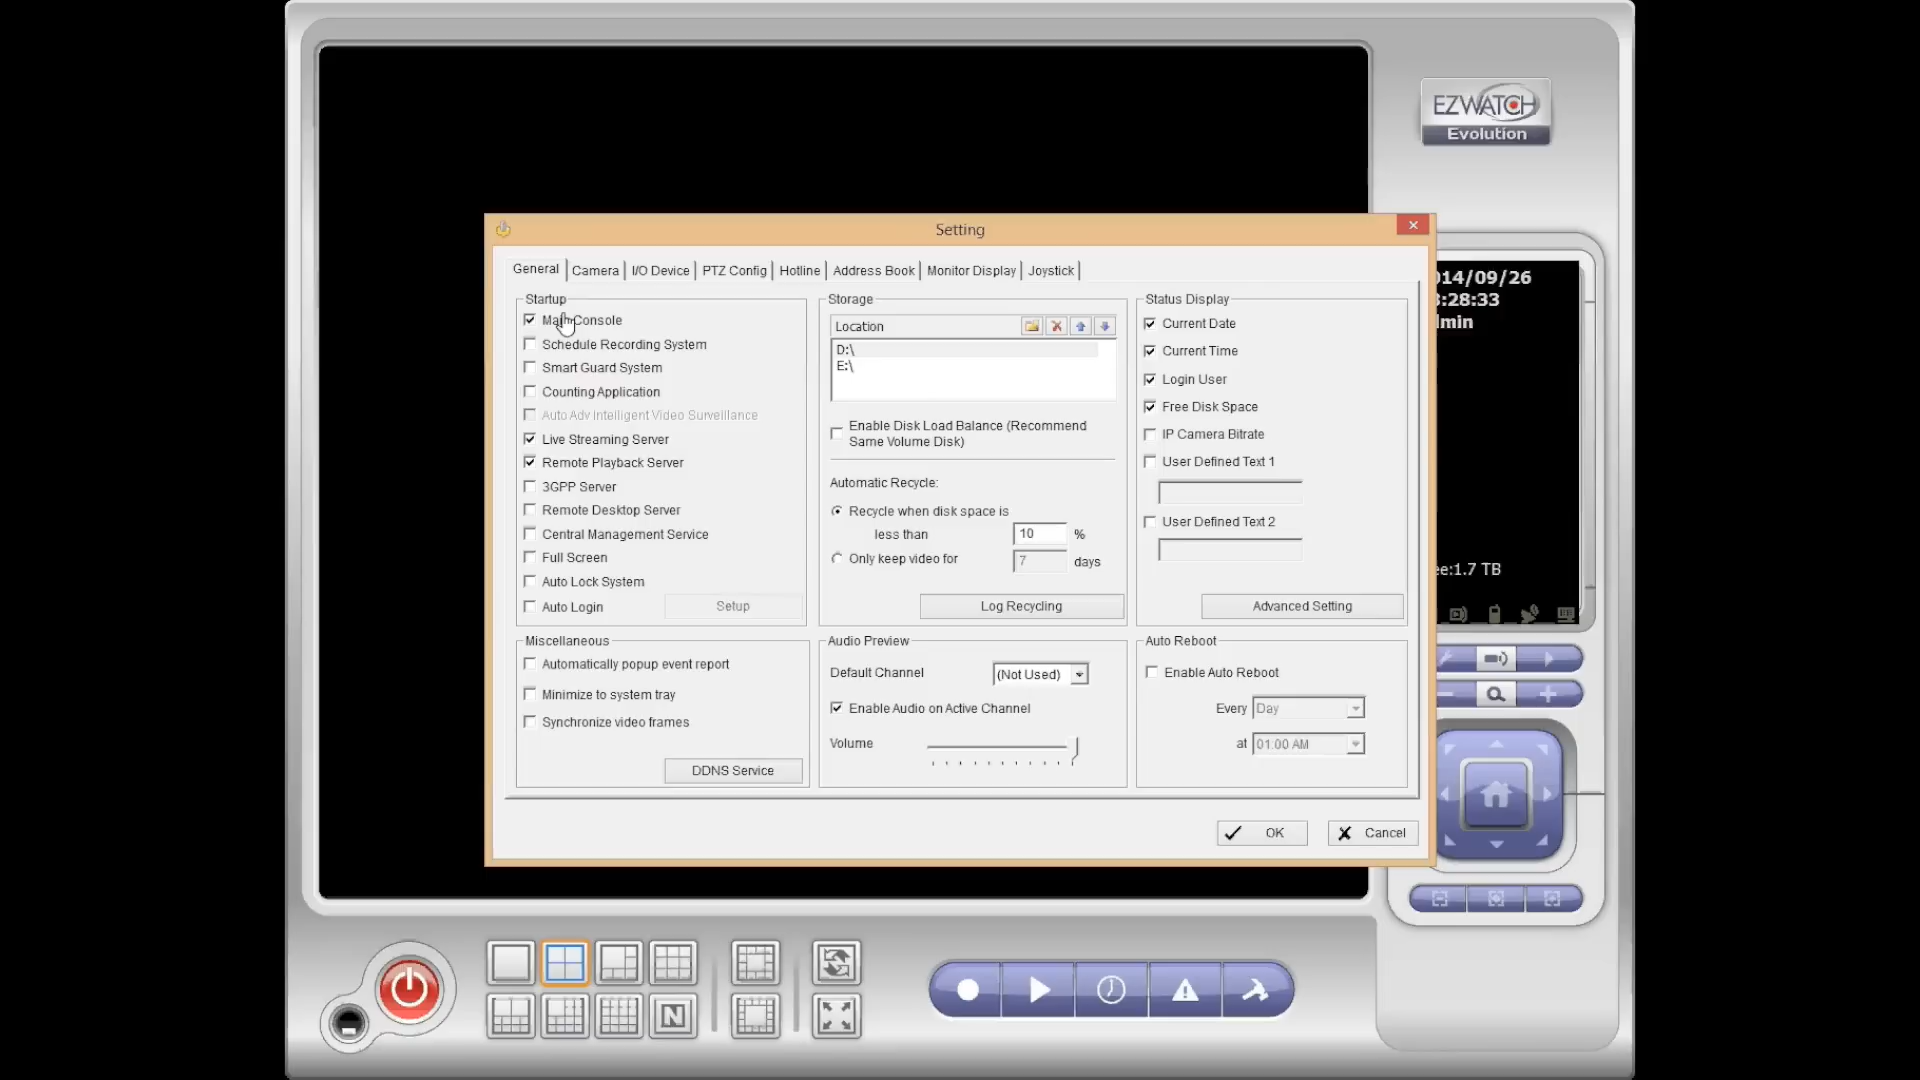 EZWATCH
Evolution
Setting
General
Camera
I/O Device
PTZ Config
Hotline
Address Book
Monitor Display
Joystick
Startup
Main Console
Schedule Recording System
Smart Guard System
Counting Application
Auto Adv Intelligent Video Surveillance
Live Streaming Server
Remote Playback Server
3GPP Server
Remote Desktop Server
Central Management Service
Full Screen
Auto Lock System
Auto Login
Setup
Storage
Location
D:\
E:\
Enable Disk Load Balance (Recommend
Same Volume Disk)
Automatic Recycle:
Recycle when disk space is
less than 10 %
Only keep video for 7 days
Log Recycling
Status Display
Current Date
Current Time
Login User
Free Disk Space
IP Camera Bitrate
User Defined Text 1
User Defined Text 2
Advanced Setting
Miscellaneous
Automatically popup event report
Minimize to system tray
Synchronize video frames
DDNS Service
Audio Preview
Default Channel (Not Used)
Enable Audio on Active Channel
Volume
Auto Reboot
Enable Auto Reboot
Every Day
at 01:00 AM
OK
Cancel
014/09/26
:28:33
dmin
ee:1.7 TB
N